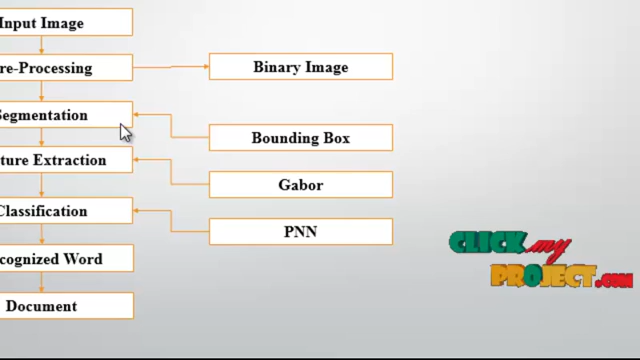 Input Image
re-Processing
Binary Image
Segmentation
Bounding Box
ture Extraction
Gabor
Classification
PNN
cognized Word
Document
CLICK my
PROJECT.COM